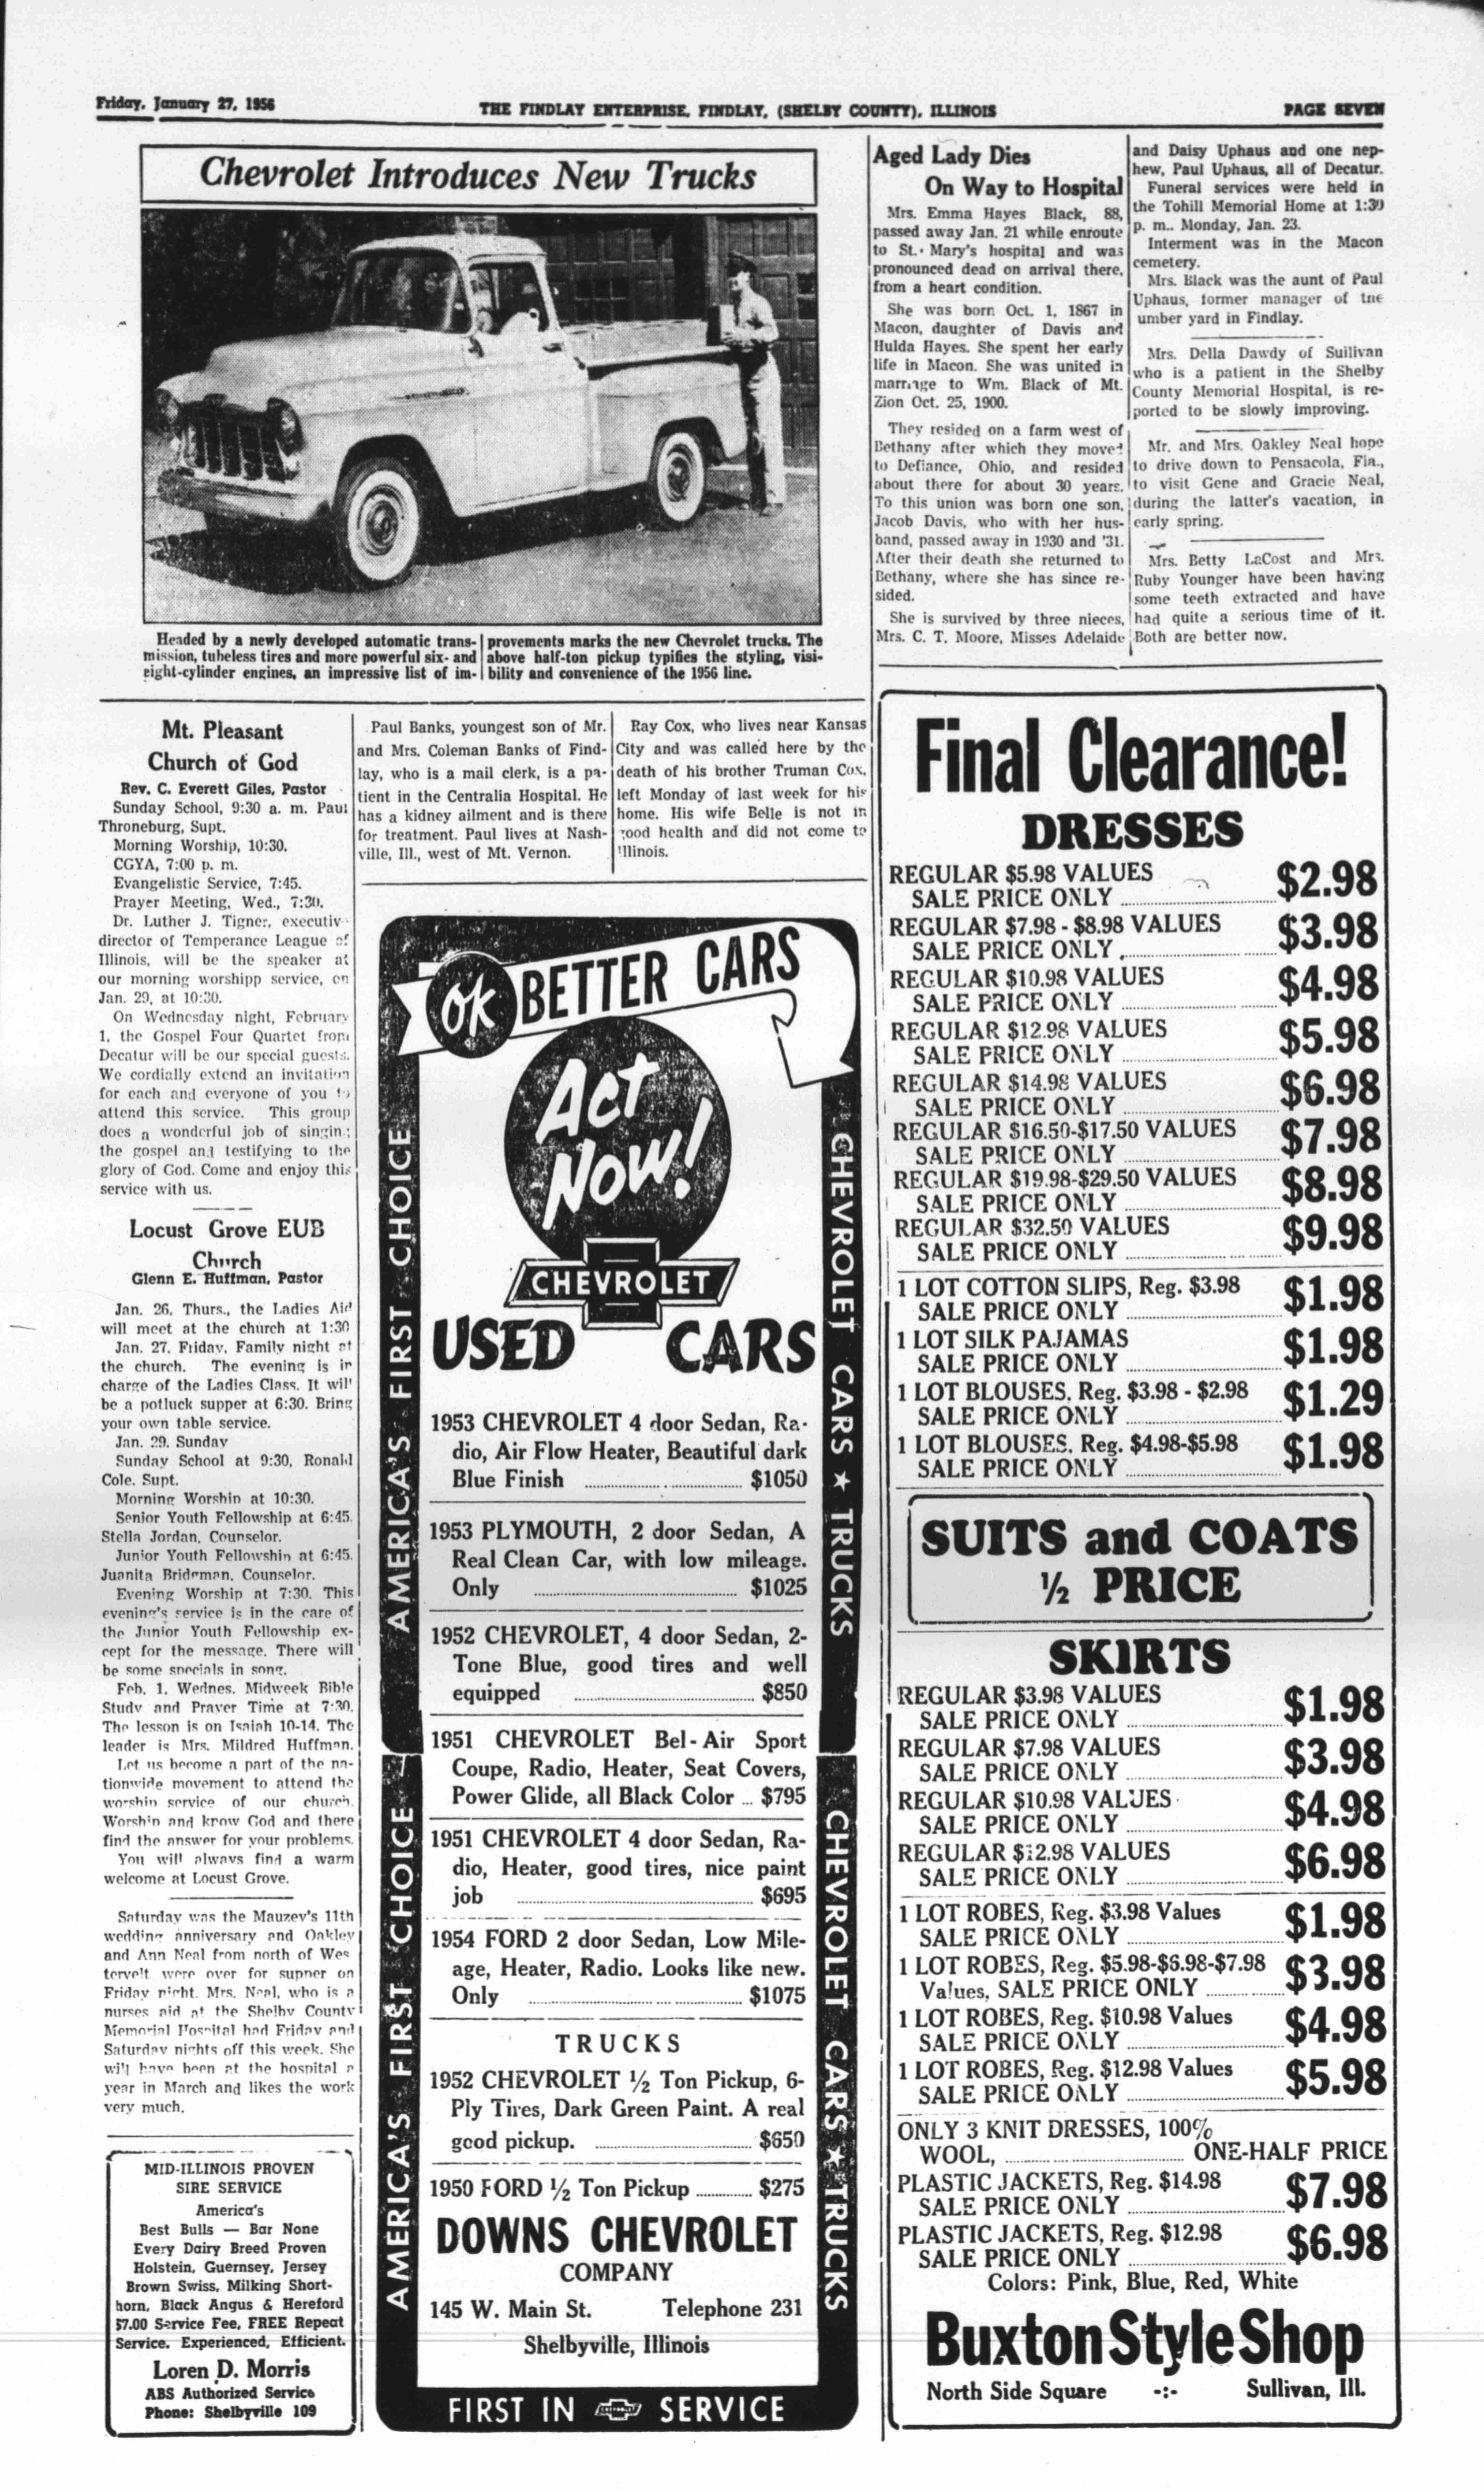 Friday, January 27, 1956
THE FINDLAY ENTERPRISE, FINDLAY, (SHELBY COUNTY), ILLINOIS
PAGE SEVEN
Chevrolet Introduces New Trucks
Headed by a newly developed automatic trans-
mission, tubeless tires and more powerful six- and
eight-cylinder engines, an impressive list of im-
provements marks the new Chevrolet trucks. The
above half-ton pickup typifies the styling, visi-
bility and convenience of the 1956 line.
Aged Lady Dies
On Way to Hospital
Mrs. Emma Hayes Black, 88,
passed away Jan. 21 while enroute
to St. Mary's hospital and was
pronounced dead on arrival there,
from a heart condition.
She was born Oct. 1, 1867 in
Macon, daughter of Davis and
Hulda Hayes. She spent her early
life in Macon. She was united in
marriage to Wm. Black of Mt.
Zion Oct. 25, 1900.
They resided on a farm west of
Bethany after which they moved
to Defiance, Ohio, and resided
about there for about 30 years.
To this union was born one son,
Jacob Davis, who with her hus-
band, passed away in 1930 and '31.
After their death she returned to
Bethany, where she has since re-
sided.
She is survived by three nieces,
Mrs. C. T. Moore, Misses Adelaide
and Daisy Uphaus and one nep-
hew, Paul Uphaus, all of Decatur.
Funeral services were held in
the Tohill Memorial Home at 1:30
p. m.. Monday, Jan. 23.
Interment was in the Macon
cemetery.
Mrs. Black was the aunt of Paul
Uphaus, former manager of the
umber yard in Findlay.
Mrs. Della Dawdy of Sullivan
who is a patient in the Shelby
County Memorial Hospital, is re-
ported to be slowly improving.
Mr. and Mrs. Oakley Neal hope
to drive down to Pensacola, Fla.,
to visit Gene and Gracie Neal,
during the latter's vacation, in
early spring.
Mrs. Betty LaCost and Mrs.
Ruby Younger have been having
some teeth extracted and have
had quite a serious time of it.
Both are better now.
Mt. Pleasant
Church of God
Rev. C. Everett Giles, Pastor
Sunday School, 9:30 a. m. Paul
Throneburg, Supt.
Morning Worship, 10:30.
CGYA, 7:00 p. m.
Evangelistic Service, 7:45.
Prayer Meeting, Wed., 7:30.
Dr. Luther J. Tigner, executiv
director of Temperance League of
Illinois, will be the speaker at
our morning worshipp service, on
Jan. 29, at 10:30.
On Wednesday night, February
1, the Gospel Four Quartet from
Decatur will be our special guests.
We cordially extend an invitation
for each and everyone of you to
attend this service. This group
does a wonderful job of singing
the gospel and testifying to the
glory of God. Come and enjoy this
service with us.
Locust Grove EUB
Church
Glenn E. Huffman, Pastor
Jan. 26, Thurs., the Ladies Aid
will meet at the church at 1:30
Jan. 27, Friday, Family night at
the church. The evening is in
charge of the Ladies Class. It will
be a potluck supper at 6:30. Bring
your own table service.
Jan. 29. Sunday
Sunday School at 9:30, Ronald
Cole, Supt.
Morning Worship at 10:30.
Senior Youth Fellowship at 6:45.
Stella Jordan, Counselor.
Junior Youth Fellowship at 6:45.
Juanita Bridgman, Counselor.
Evening Worship at 7:30. This
evening's service is in the care of
the Junior Youth Fellowship ex-
cept for the message. There will
be some specials in song.
Feb. 1, Wednes. Midweek Bible
Study and Prayer Time at 7:30.
The lesson is on Isaiah 10-14. The
leader is Mrs. Mildred Huffman.
Let us become a part of the na-
tionwide movement to attend the
worship service of our church.
Worship and know God and there
find the answer for your problems.
You will always find a warm
welcome at Locust Grove.
Saturday was the Mauzey's 11th
wedding anniversary and Oakley
and Ann Neal from north of Wes
tervelt were over for supper on
Friday night. Mrs. Neal, who is a
nurses aid at the Shelby County
Memorial Hospital had Friday and
Saturday nights off this week. She
will have been at the hospital a
year in March and likes the work
very much.
MID-ILLINOIS PROVEN
SIRE SERVICE
America's
Best Bulls — Bar None
Every Dairy Breed Proven
Holstein, Guernsey, Jersey
Brown Swiss, Milking Short-
horn, Black Angus & Hereford
$7.00 Service Fee, FREE Repeat
Service. Experienced, Efficient.
Loren D. Morris
ABS Authorized Service
Phone: Shelbyville 109
Paul Banks, youngest son of Mr.
and Mrs. Coleman Banks of Find-
lay, who is a mail clerk, is a pa-
tient in the Centralia Hospital. He
has a kidney ailment and is there
for treatment. Paul lives at Nash-
ville, Ill., west of Mt. Vernon.
Ray Cox, who lives near Kansas
City and was called here by the
death of his brother Truman Cox,
left Monday of last week for his
home. His wife Belle is not in
good health and did not come to
Illinois.
OK BETTER CARS
Act
Now!
CHEVROLET
USED CARS
AMERICA'S FIRST CHOICE
AMERICA'S FIRST CHOICE
CHEVROLET CARS ★ TRUCKS
CHEVROLET CARS ★ TRUCKS
1953 CHEVROLET 4 door Sedan, Ra-
dio, Air Flow Heater, Beautiful dark
Blue Finish ........ $1050
1953 PLYMOUTH, 2 door Sedan, A
Real Clean Car, with low mileage.
Only ........ $1025
1952 CHEVROLET, 4 door Sedan, 2-
Tone Blue, good tires and well
equipped ........ $850
1951 CHEVROLET Bel-Air Sport
Coupe, Radio, Heater, Seat Covers,
Power Glide, all Black Color ... $795
1951 CHEVROLET 4 door Sedan, Ra-
dio, Heater, good tires, nice paint
job ........ $695
1954 FORD 2 door Sedan, Low Mile-
age, Heater, Radio. Looks like new.
Only ........ $1075
TRUCKS
1952 CHEVROLET ½ Ton Pickup, 6-
Ply Tires, Dark Green Paint. A real
good pickup. ........ $650
1950 FORD ½ Ton Pickup ........ $275
DOWNS CHEVROLET
COMPANY
145 W. Main St. Telephone 231
Shelbyville, Illinois
FIRST IN CHEVROLET SERVICE
Final Clearance!
DRESSES
REGULAR $5.98 VALUES
SALE PRICE ONLY ........ $2.98
REGULAR $7.98 - $8.98 VALUES
SALE PRICE ONLY ........ $3.98
REGULAR $10.98 VALUES
SALE PRICE ONLY ........ $4.98
REGULAR $12.98 VALUES
SALE PRICE ONLY ........ $5.98
REGULAR $14.98 VALUES
SALE PRICE ONLY ........ $6.98
REGULAR $16.50-$17.50 VALUES
SALE PRICE ONLY ........ $7.98
REGULAR $19.98-$29.50 VALUES
SALE PRICE ONLY ........ $8.98
REGULAR $32.50 VALUES
SALE PRICE ONLY ........ $9.98
1 LOT COTTON SLIPS, Reg. $3.98
SALE PRICE ONLY $1.98
1 LOT SILK PAJAMAS
SALE PRICE ONLY ........ $1.98
1 LOT BLOUSES, Reg. $3.98 - $2.98
SALE PRICE ONLY ........ $1.29
1 LOT BLOUSES, Reg. $4.98-$5.98
SALE PRICE ONLY ........ $1.98
SUITS and COATS
½ PRICE
SKIRTS
REGULAR $3.98 VALUES
SALE PRICE ONLY ........ $1.98
REGULAR $7.98 VALUES
SALE PRICE ONLY ........ $3.98
REGULAR $10.98 VALUES
SALE PRICE ONLY ........ $4.98
REGULAR $12.98 VALUES
SALE PRICE ONLY ........ $6.98
1 LOT ROBES, Reg. $3.98 Values
SALE PRICE ONLY ........ $1.98
1 LOT ROBES, Reg. $5.98-$6.98-$7.98
Values, SALE PRICE ONLY ........ $3.98
1 LOT ROBES, Reg. $10.98 Values
SALE PRICE ONLY ........ $4.98
1 LOT ROBES, Reg. $12.98 Values
SALE PRICE ONLY ........ $5.98
ONLY 3 KNIT DRESSES, 100%
WOOL, ........ ONE-HALF PRICE
PLASTIC JACKETS, Reg. $14.98
SALE PRICE ONLY ........ $7.98
PLASTIC JACKETS, Reg. $12.98
SALE PRICE ONLY ........ $6.98
Colors: Pink, Blue, Red, White
Buxton Style Shop
North Side Square -:- Sullivan, Ill.